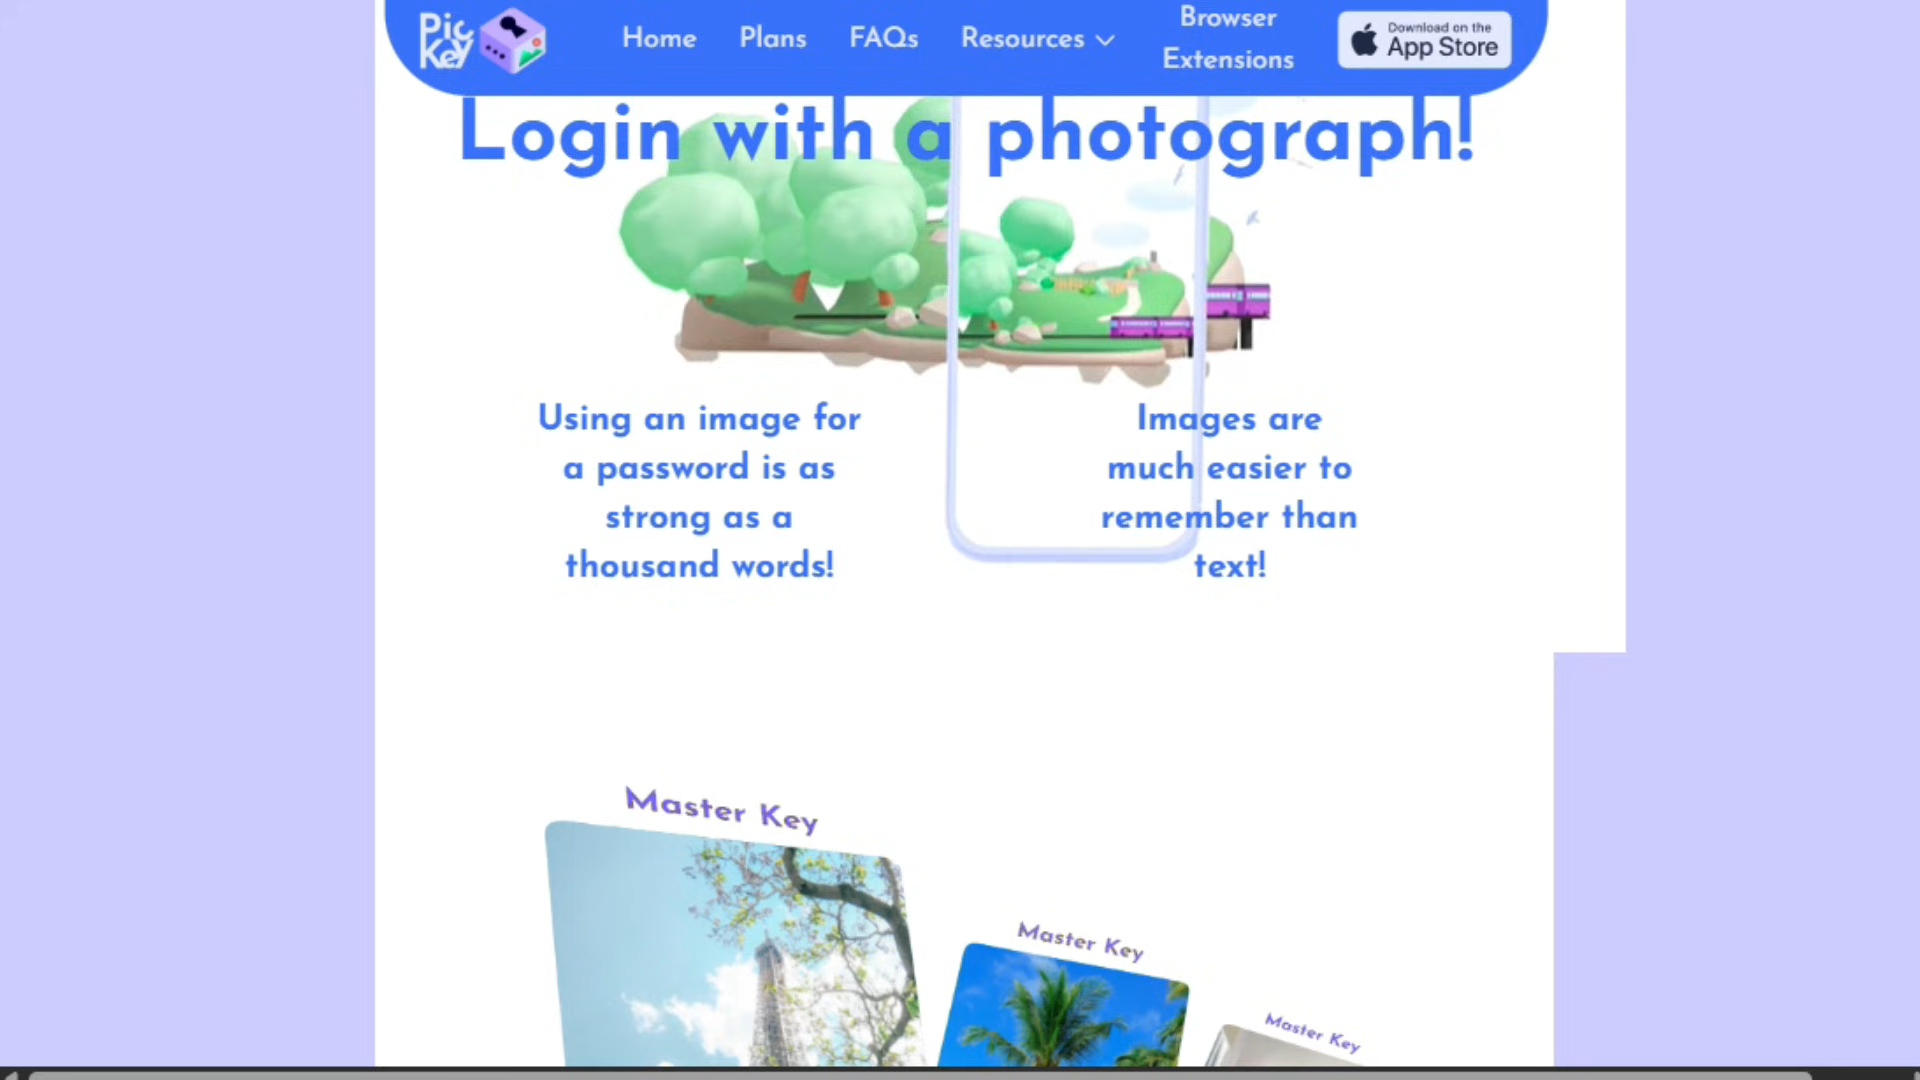 Pic
Key
Home
Plans
FAQs
Resources
Browser
Extensions
Download on the
App Store
Login with a photograph!
Using an image for
a password is as
strong as a
thousand words!
Images are
much easier to
remember than
text!
Master Key
Master Key
Master Key